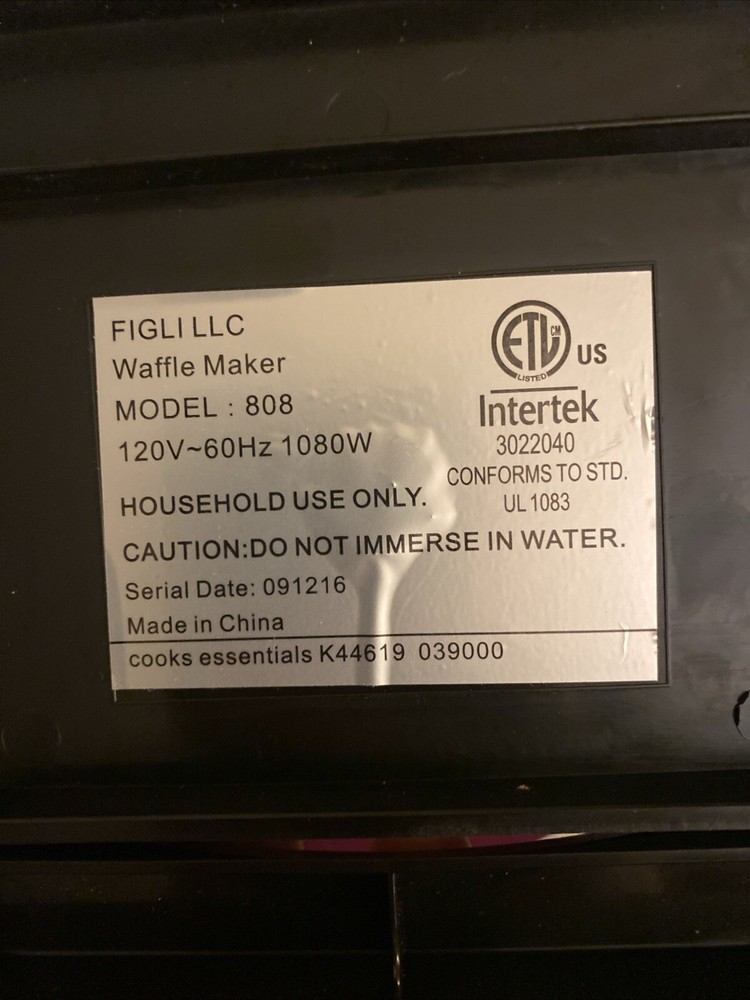 FIGLI LLC
Waffle Maker
MODEL : 808
120V~60Hz 1080W
HOUSEHOLD USE ONLY.
CAUTION:DO NOT IMMERSE IN WATER.
Serial Date: 091216
Made in China
cooks essentials K44619 039000
ETL CM
LISTED
US
Intertek
3022040
CONFORMS TO STD.
UL 1083